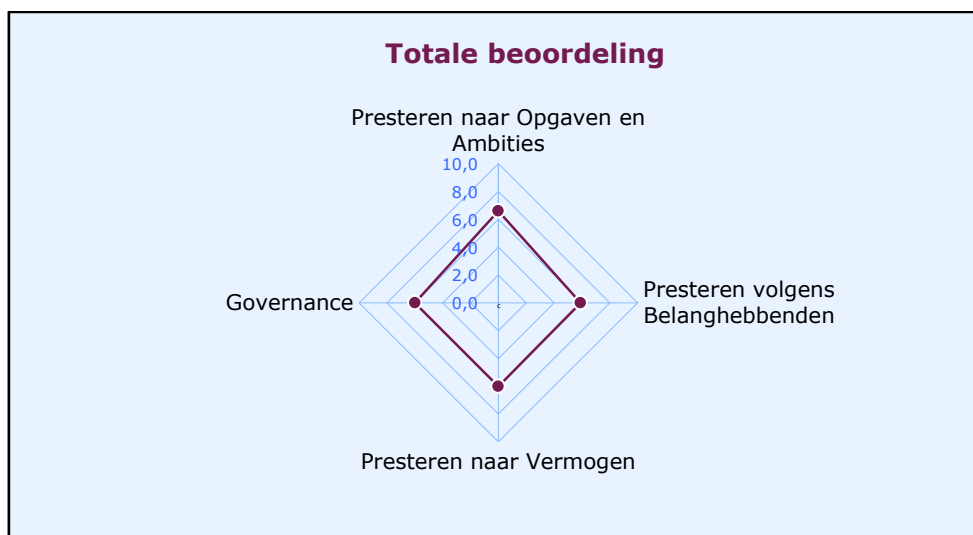 Totale beoordeling
Presteren naar Opgaven en
Ambities
10,0
8,0
6,0
4,0
2,0
0,0
c
Governance
Presteren volgens
Belanghebbenden
Presteren naar Vermogen